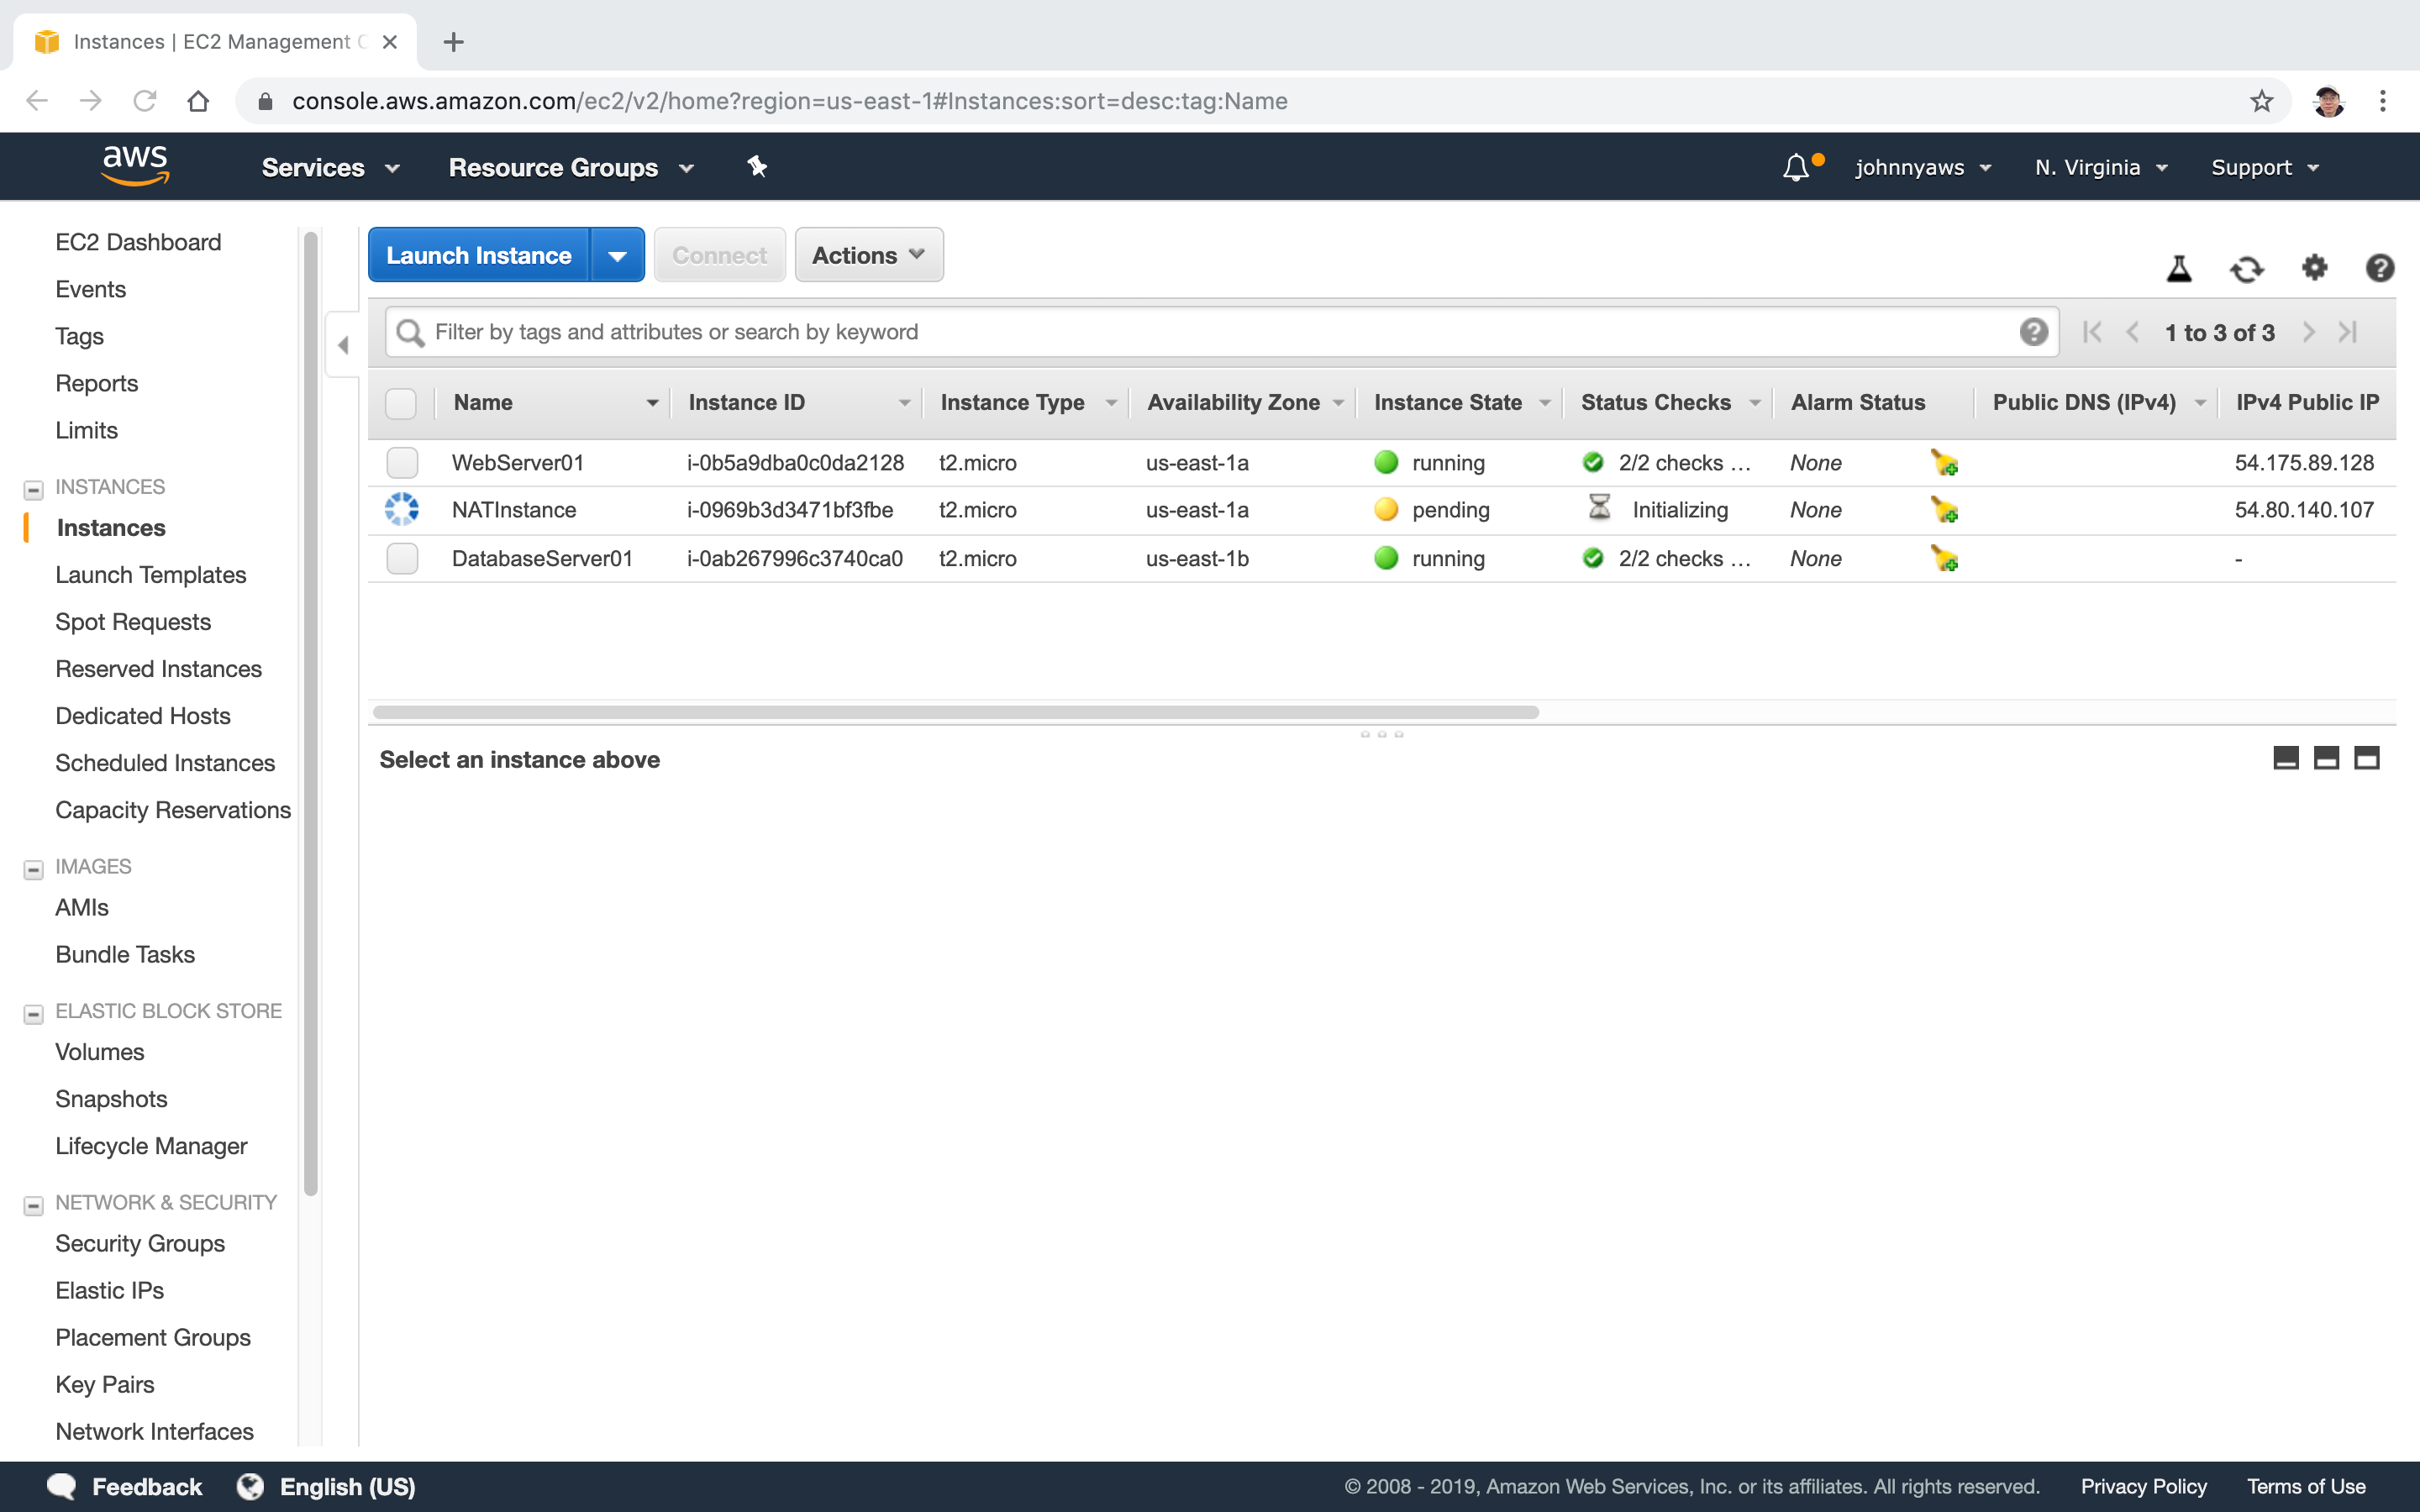 Instances | EC2 Management C
console.aws.amazon.com/ec2/v2/home?region=us-east-1#Instances:sort=desc:tag:Name
aws Services Resource Groups johnnyaws N. Virginia Support
EC2 Dashboard
Events
Tags
Reports
Limits
INSTANCES
Instances
Launch Templates
Spot Requests
Reserved Instances
Dedicated Hosts
Scheduled Instances
Capacity Reservations
IMAGES
AMIs
Bundle Tasks
ELASTIC BLOCK STORE
Volumes
Snapshots
Lifecycle Manager
NETWORK & SECURITY
Security Groups
Elastic IPs
Placement Groups
Key Pairs
Network Interfaces
Launch Instance Connect Actions
Filter by tags and attributes or search by keyword 1 to 3 of 3
Name Instance ID Instance Type Availability Zone Instance State Status Checks Alarm Status Public DNS (IPv4) IPv4 Public IP
WebServer01 i-0b5a9dba0c0da2128 t2.micro us-east-1a running 2/2 checks ... None 54.175.89.128
NATInstance i-0969b3d3471bf3fbe t2.micro us-east-1a pending Initializing None 54.80.140.107
DatabaseServer01 i-0ab267996c3740ca0 t2.micro us-east-1b running 2/2 checks ... None -
Select an instance above
Feedback English (US) © 2008 - 2019, Amazon Web Services, Inc. or its affiliates. All rights reserved. Privacy Policy Terms of Use